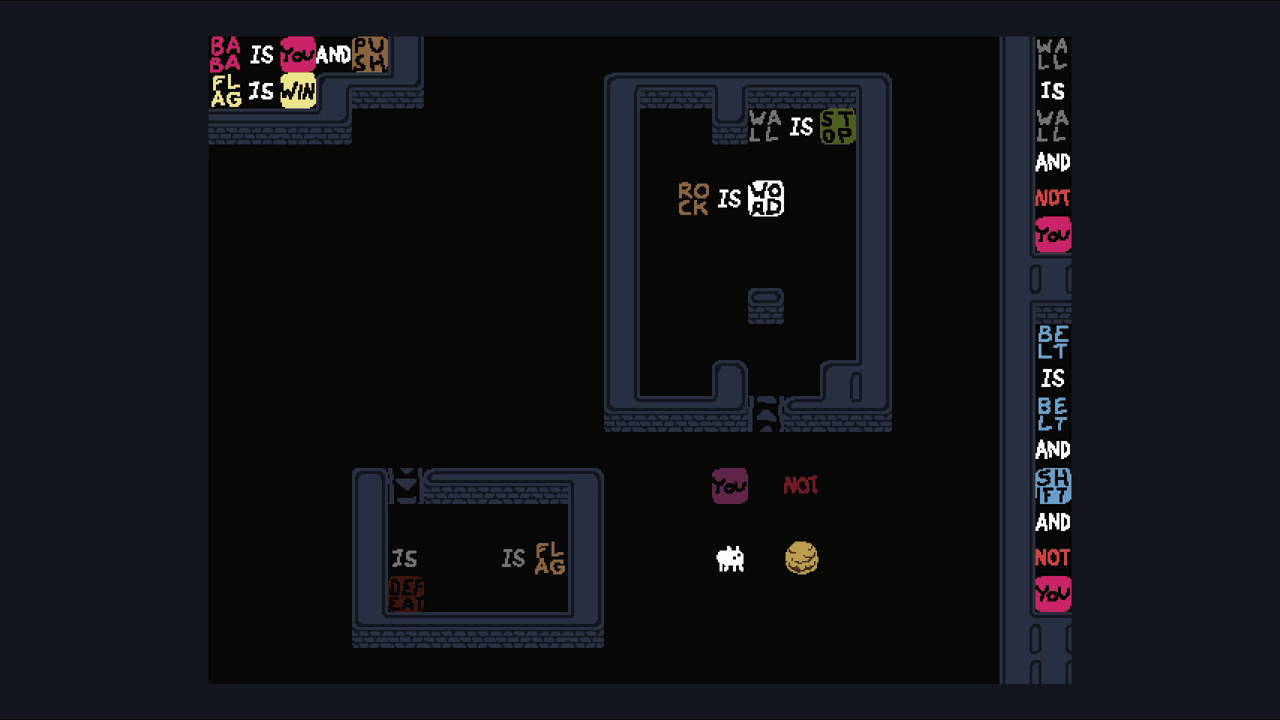 BABA IS YOU AND PUSH
FLAG IS WIN
WALL IS STOP
ROCK IS WORD
YOU NOT
IS IS FLAG
DEFEAT
WALL
IS
WALL
AND
NOT
YOU
BELT
IS
BELT
AND
SHIFT
AND
NOT
YOU